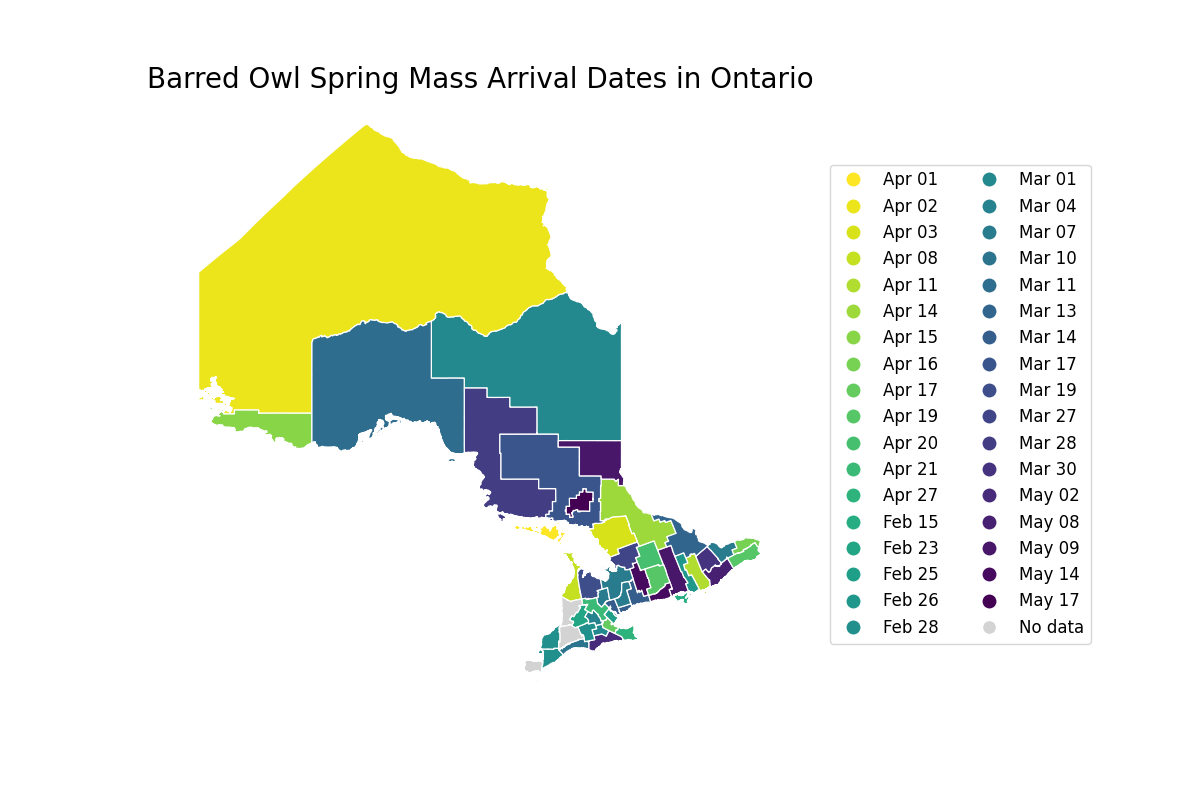 Barred Owl Spring Mass Arrival Dates in Ontario
Apr 01
Apr 02
Apr 03
Apr 08
Apr 11
Apr 14
Apr 15
Apr 16
Apr 17
Apr 19
Apr 20
Apr 21
Apr 27
Feb 15
Feb 23
Feb 25
Feb 26
Feb 28
Mar 01
Mar 04
Mar 07
Mar 10
Mar 11
Mar 13
Mar 14
Mar 17
Mar 19
Mar 27
Mar 28
Mar 30
May 02
May 08
May 09
May 14
May 17
No data